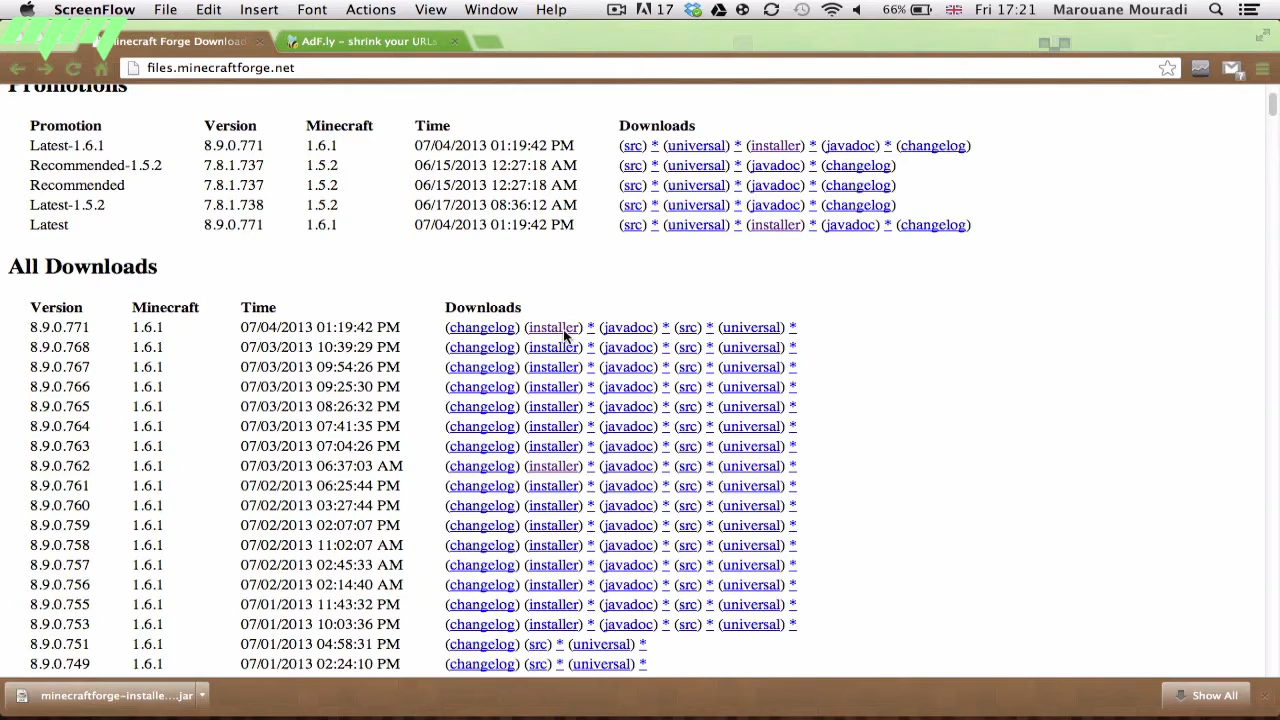 ScreenFlow File Edit Insert Font Actions View Window Help 17 66% Fri 17:21 Marouane Mouradi
Minecraft Forge Download AdF.ly – shrink your URLs
files.minecraftforge.net
Promotions
Promotion Version Minecraft Time Downloads
Latest-1.6.1 8.9.0.771 1.6.1 07/04/2013 01:19:42 PM (src) * (universal) * (installer) * (javadoc) * (changelog)
Recommended-1.5.2 7.8.1.737 1.5.2 06/15/2013 12:27:18 AM (src) * (universal) * (javadoc) * (changelog)
Recommended 7.8.1.737 1.5.2 06/15/2013 12:27:18 AM (src) * (universal) * (javadoc) * (changelog)
Latest-1.5.2 7.8.1.738 1.5.2 06/17/2013 08:36:12 AM (src) * (universal) * (javadoc) * (changelog)
Latest 8.9.0.771 1.6.1 07/04/2013 01:19:42 PM (src) * (universal) * (installer) * (javadoc) * (changelog)
All Downloads
Version Minecraft Time Downloads
8.9.0.771 1.6.1 07/04/2013 01:19:42 PM (changelog) (installer) * (javadoc) * (src) * (universal) *
8.9.0.768 1.6.1 07/03/2013 10:39:29 PM (changelog) (installer) * (javadoc) * (src) * (universal) *
8.9.0.767 1.6.1 07/03/2013 09:54:26 PM (changelog) (installer) * (javadoc) * (src) * (universal) *
8.9.0.766 1.6.1 07/03/2013 09:25:30 PM (changelog) (installer) * (javadoc) * (src) * (universal) *
8.9.0.765 1.6.1 07/03/2013 08:26:32 PM (changelog) (installer) * (javadoc) * (src) * (universal) *
8.9.0.764 1.6.1 07/03/2013 07:41:35 PM (changelog) (installer) * (javadoc) * (src) * (universal) *
8.9.0.763 1.6.1 07/03/2013 07:04:26 PM (changelog) (installer) * (javadoc) * (src) * (universal) *
8.9.0.762 1.6.1 07/03/2013 06:37:03 AM (changelog) (installer) * (javadoc) * (src) * (universal) *
8.9.0.761 1.6.1 07/02/2013 06:25:44 PM (changelog) (installer) * (javadoc) * (src) * (universal) *
8.9.0.760 1.6.1 07/02/2013 03:27:44 PM (changelog) (installer) * (javadoc) * (src) * (universal) *
8.9.0.759 1.6.1 07/02/2013 02:07:07 PM (changelog) (installer) * (javadoc) * (src) * (universal) *
8.9.0.758 1.6.1 07/02/2013 11:02:07 AM (changelog) (installer) * (javadoc) * (src) * (universal) *
8.9.0.757 1.6.1 07/02/2013 02:45:33 AM (changelog) (installer) * (javadoc) * (src) * (universal) *
8.9.0.756 1.6.1 07/02/2013 02:14:40 AM (changelog) (installer) * (javadoc) * (src) * (universal) *
8.9.0.755 1.6.1 07/01/2013 11:43:32 PM (changelog) (installer) * (javadoc) * (src) * (universal) *
8.9.0.753 1.6.1 07/01/2013 10:03:36 PM (changelog) (installer) * (javadoc) * (src) * (universal) *
8.9.0.751 1.6.1 07/01/2013 04:58:31 PM (changelog) (src) * (universal) *
8.9.0.749 1.6.1 07/01/2013 02:24:10 PM (changelog) (src) * (universal) *
minecraftforge-installe....jar Show All